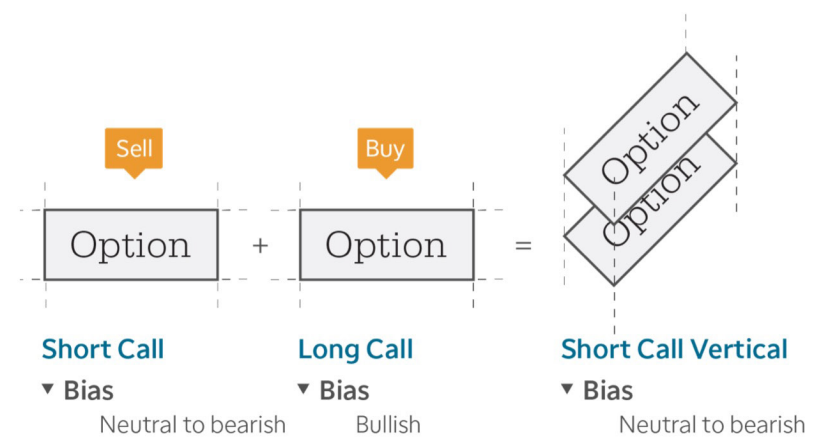 Sell
Buy
Option
+
Option
=
Option
Option
Short Call
Long Call
Short Call Vertical
▼ Bias
▼ Bias
▼ Bias
Neutral to bearish
Bullish
Neutral to bearish